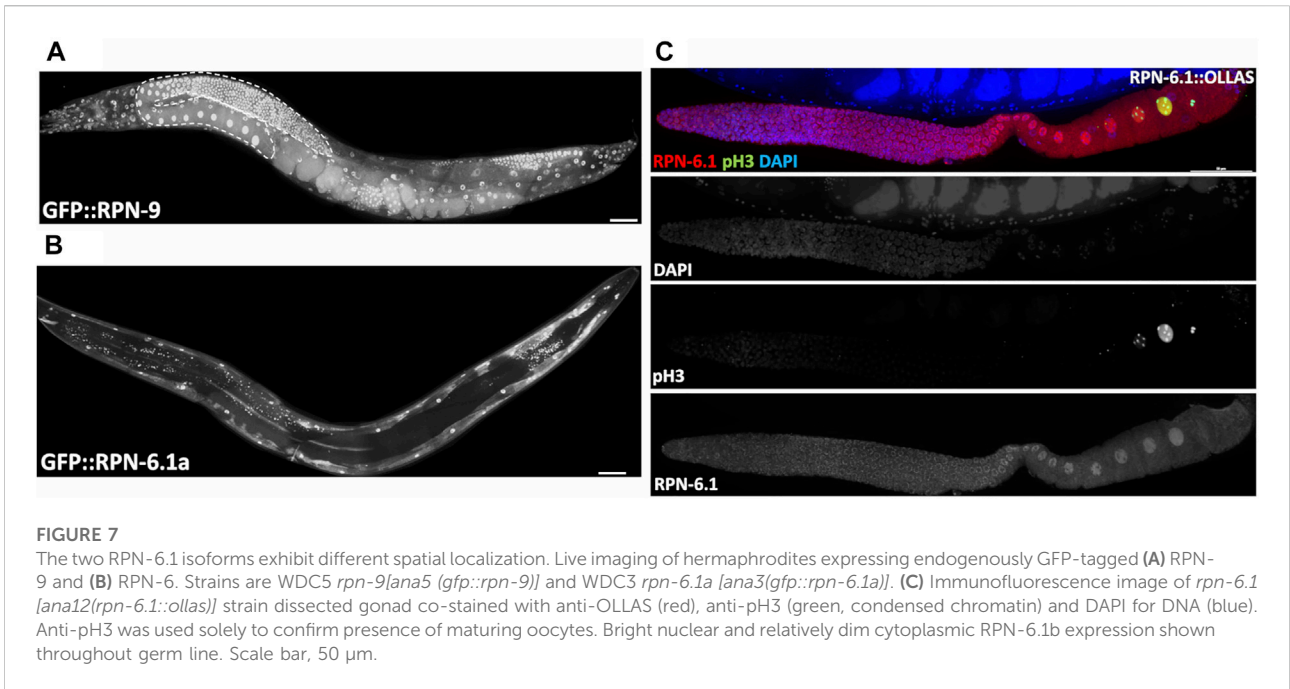 A
GFP::RPN-9
B
GFP::RPN-6.1a
C
RPN-6.1::OLLAS
RPN-6.1 pH3 DAPI
DAPI
pH3
RPN-6.1
FIGURE 7
The two RPN-6.1 isoforms exhibit different spatial localization. Live imaging of hermaphrodites expressing endogenously GFP-tagged (A) RPN-
9 and (B) RPN-6. Strains are WDC5 rpn-9[ana5 (gfp::rpn-9)] and WDC3 rpn-6.1a [ana3(gfp::rpn-6.1a)]. (C) Immunofluorescence image of rpn-6.1
[ana12(rpn-6.1::ollas)] strain dissected gonad co-stained with anti-OLLAS (red), anti-pH3 (green, condensed chromatin) and DAPI for DNA (blue).
Anti-pH3 was used solely to confirm presence of maturing oocytes. Bright nuclear and relatively dim cytoplasmic RPN-6.1b expression shown
throughout germ line. Scale bar, 50 μm.